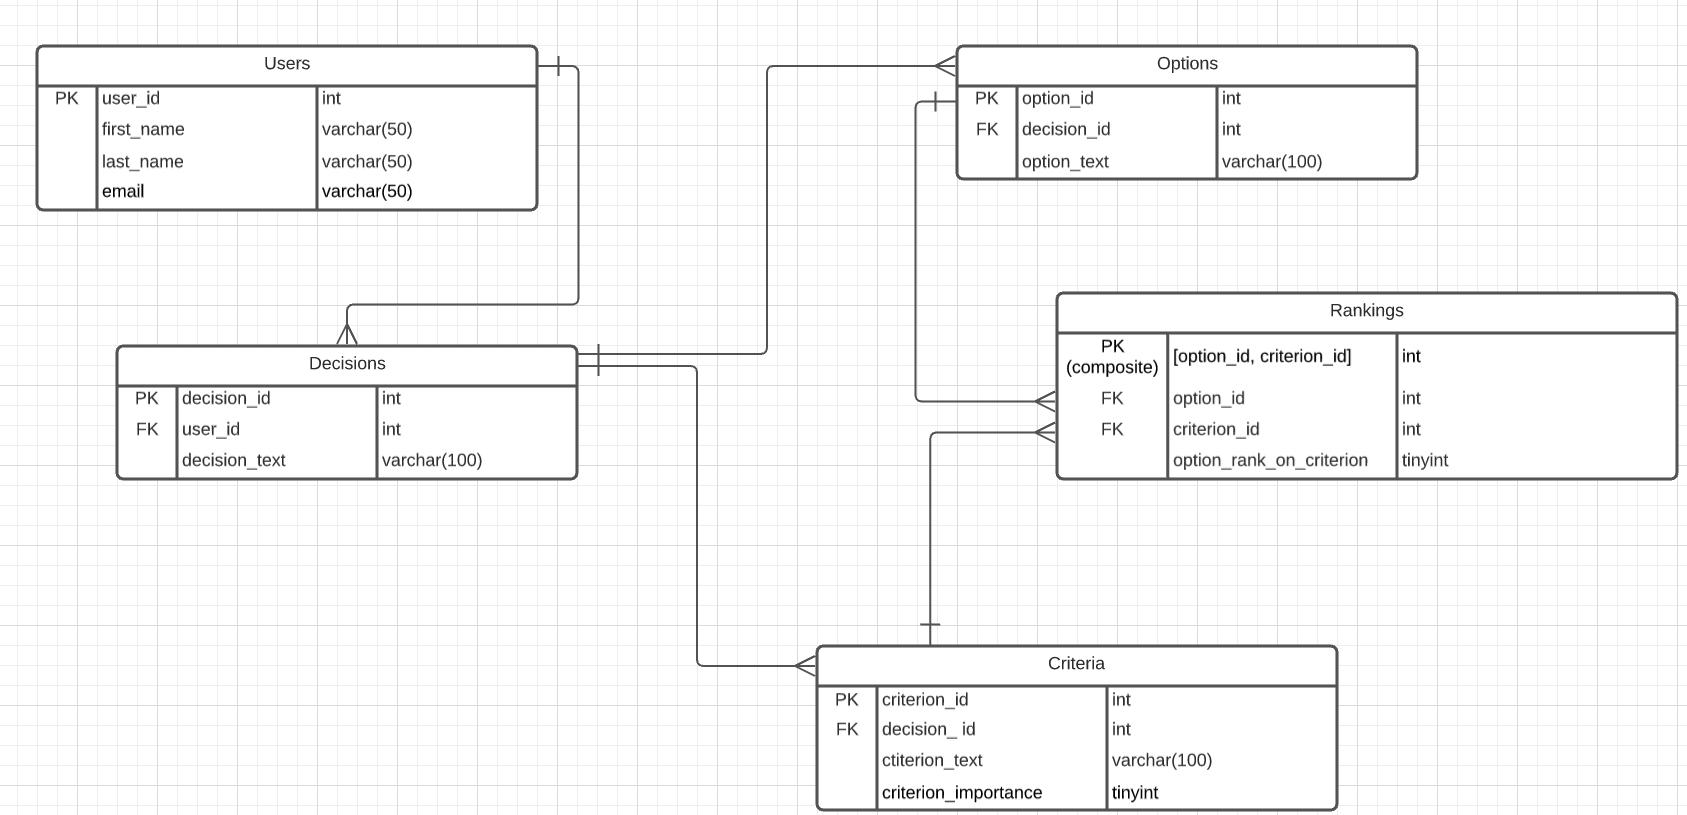 Users
PK user_id int
first_name varchar(50)
last_name varchar(50)
email varchar(50)
Options
PK option_id int
FK decision_id int
option_text varchar(100)
Decisions
PK decision_id int
FK user_id int
decision_text varchar(100)
Rankings
PK
(composite) [option_id, criterion_id] int
FK option_id int
FK criterion_id int
option_rank_on_criterion tinyint
Criteria
PK criterion_id int
FK decision_ id int
ctiterion_text varchar(100)
criterion_importance tinyint